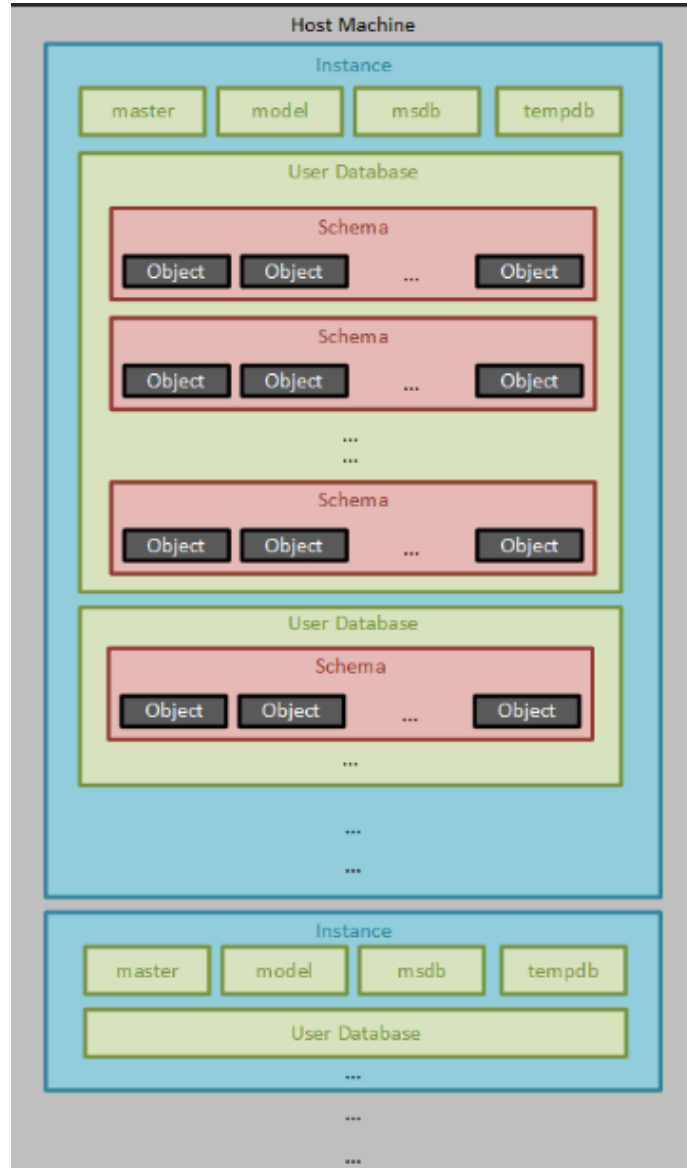 Host Machine
Instance
master model msdb tempdb
User Database
Schema
Object Object ... Object
Schema
Object Object ... Object
...
...
Schema
Object Object ... Object
User Database
Schema
Object Object ... Object
...
...
...
Instance
master model msdb tempdb
User Database
...
...
...